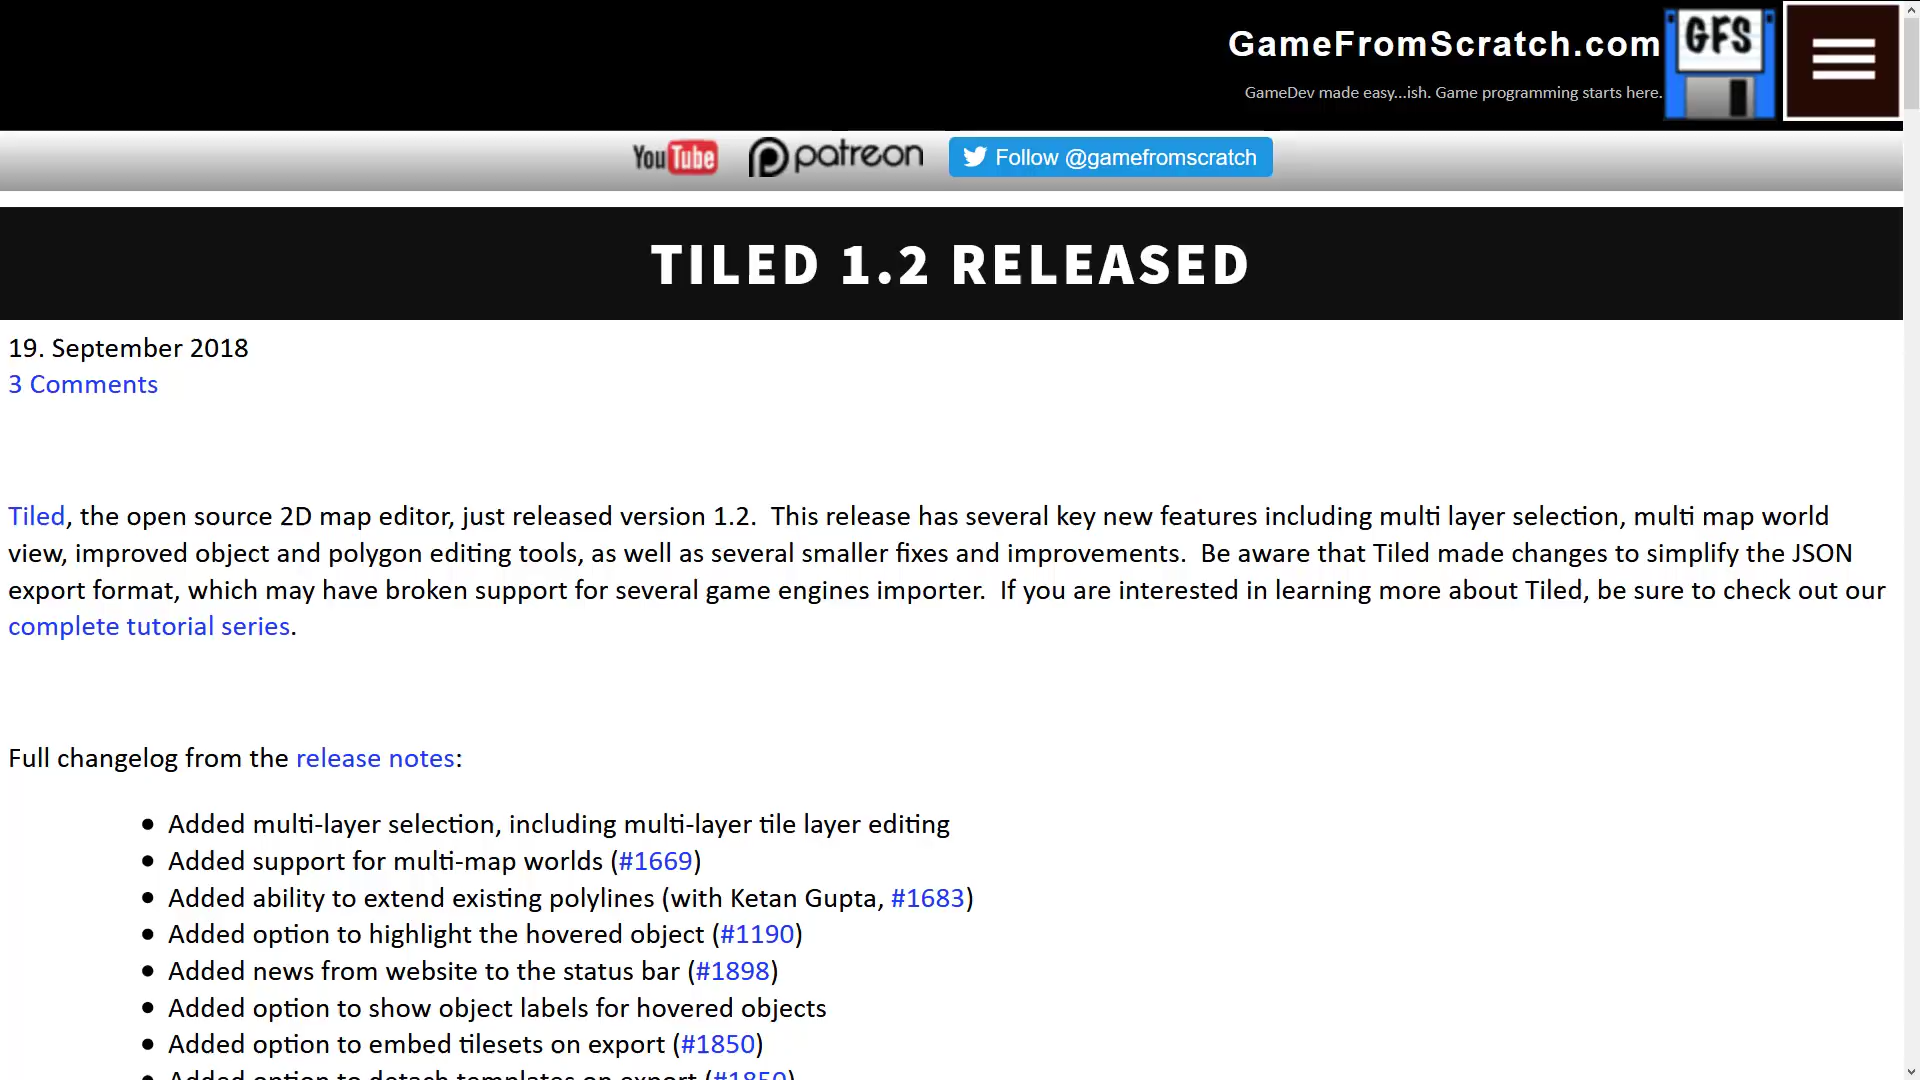 GameFromScratch.com
GFS
GameDev made easy...ish. Game programming starts here.
YouTube
patreon
Follow @gamefromscratch
TILED 1.2 RELEASED
19. September 2018
3 Comments
Tiled, the open source 2D map editor, just released version 1.2.  This release has several key new features including multi layer selection, multi map world
view, improved object and polygon editing tools, as well as several smaller fixes and improvements.  Be aware that Tiled made changes to simplify the JSON
export format, which may have broken support for several game engines importer.  If you are interested in learning more about Tiled, be sure to check out our
complete tutorial series.
Full changelog from the release notes:
• Added multi-layer selection, including multi-layer tile layer editing
• Added support for multi-map worlds (#1669)
• Added ability to extend existing polylines (with Ketan Gupta, #1683)
• Added option to highlight the hovered object (#1190)
• Added news from website to the status bar (#1898)
• Added option to show object labels for hovered objects
• Added option to embed tilesets on export (#1850)
• Added option to detach templates on export (#1850)